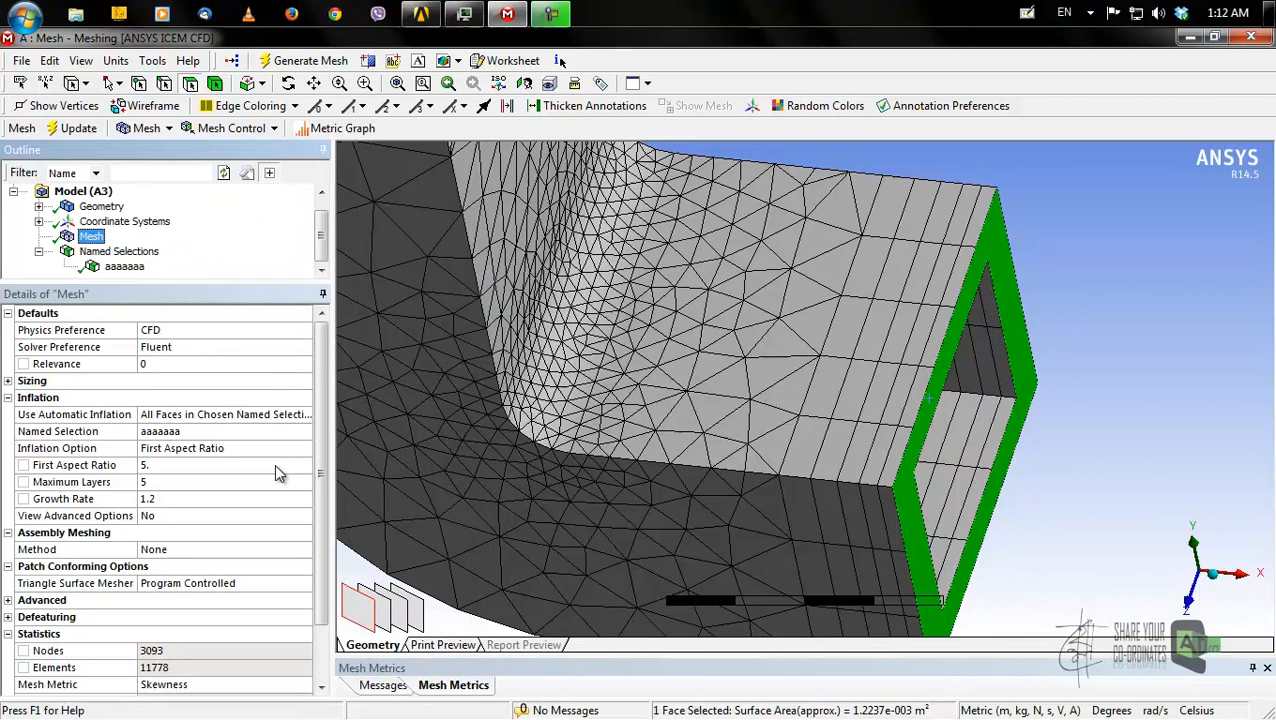 EN
1:12 AM
A : Mesh - Meshing [ANSYS ICEM CFD]
File Edit View Units Tools Help Generate Mesh Worksheet
Show Vertices Wireframe Edge Coloring Thicken Annotations Show Mesh Random Colors Annotation Preferences
Mesh Update Mesh Mesh Control Metric Graph
Outline
Filter: Name
Model (A3)
Geometry
Coordinate Systems
Mesh
Named Selections
aaaaaaa
Details of "Mesh"
Defaults
Physics Preference CFD
Solver Preference Fluent
Relevance 0
Sizing
Inflation
Use Automatic Inflation All Faces in Chosen Named Selecti...
Named Selection aaaaaaa
Inflation Option First Aspect Ratio
First Aspect Ratio 5.
Maximum Layers 5
Growth Rate 1.2
View Advanced Options No
Assembly Meshing
Method None
Patch Conforming Options
Triangle Surface Mesher Program Controlled
Advanced
Defeaturing
Statistics
Nodes 3093
Elements 11778
Mesh Metric Skewness
ANSYS
R14.5
Y
X
Z
SHARE YOUR
CO-ORDINATES
Geometry Print Preview Report Preview
Mesh Metrics
Messages Mesh Metrics
Press F1 for Help No Messages 1 Face Selected: Surface Area(approx.) = 1.2237e-003 m² Metric (m, kg, N, s, V, A) Degrees rad/s Celsius